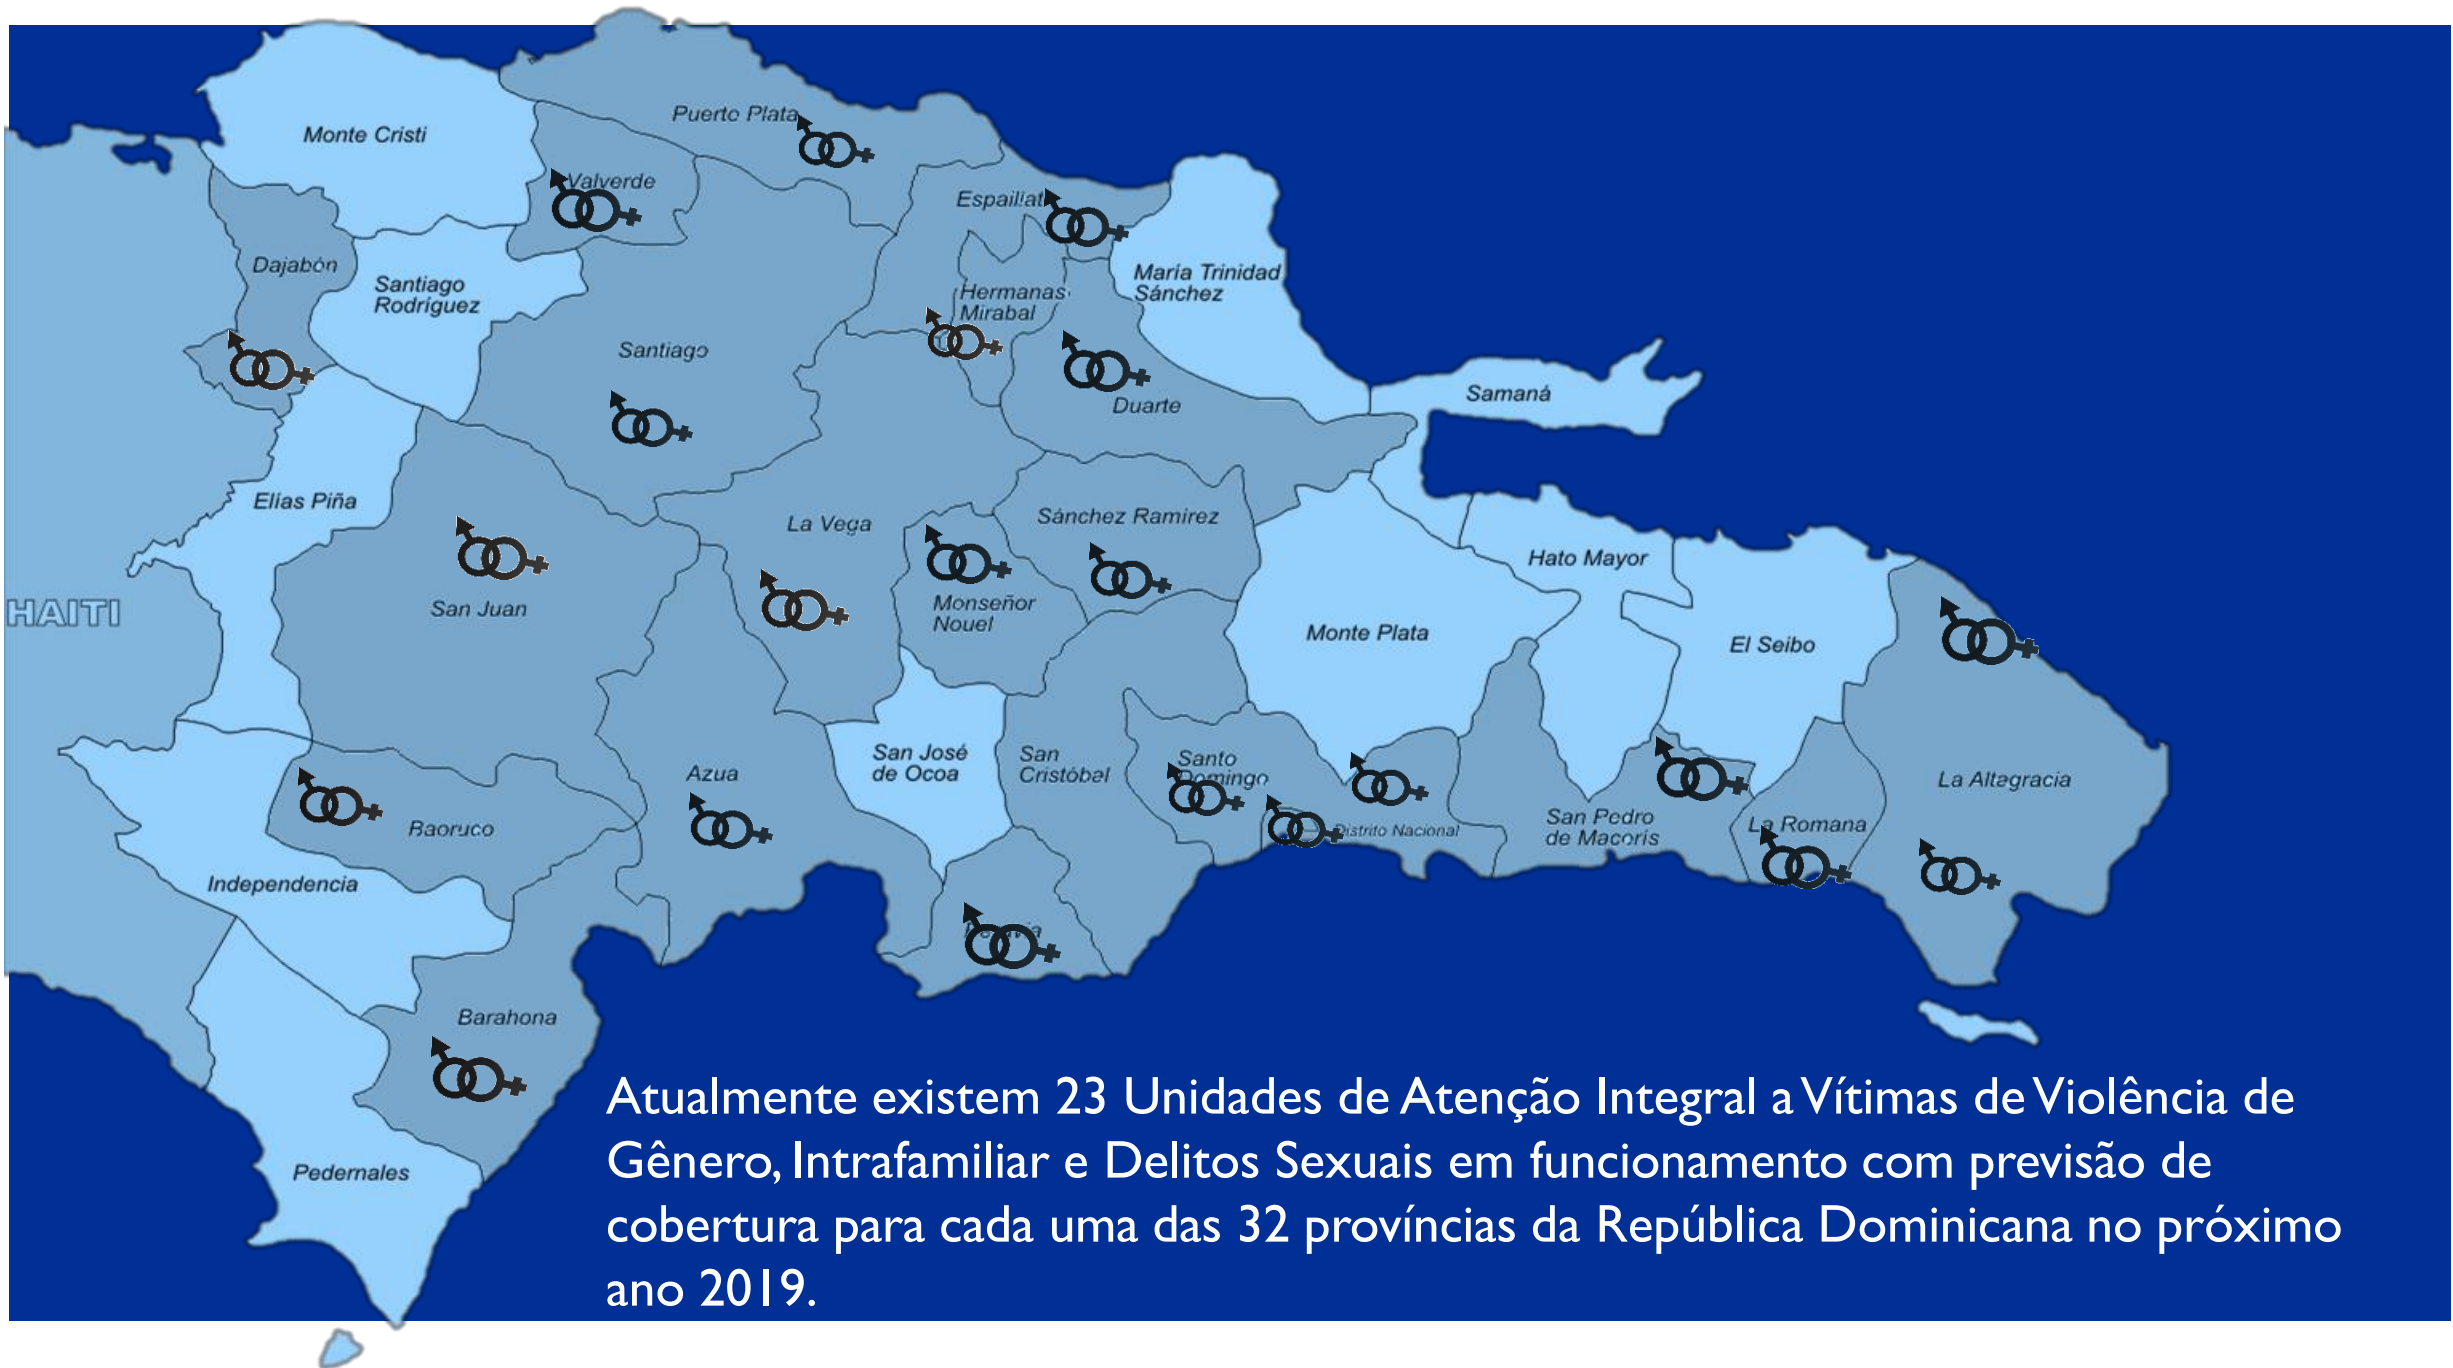 Puerto Plata
Monte Cristi
Valverde
Espaillat
Dajabón
Santiago
Rodríguez
María Trinidad
Sánchez
Hermanas
Mirabal
Santiago
Samaná
Duarte
Elías Piña
La Vega
Sánchez Ramírez
Hato Mayor
HAITI
San Juan
Monseñor
Nouel
Monte Plata
El Seibo
San José
de Ocoa
San
Cristóbal
Santo
Domingo
Azua
La Altagracia
Baoruco
Distrito Nacional
San Pedro
de Macorís
La Romana
Independencia
Barahona
Pedernales
Atualmente existem 23 Unidades de Atenção Integral a Vítimas de Violência de
Gênero, Intrafamiliar e Delitos Sexuais em funcionamento com previsão de
cobertura para cada uma das 32 províncias da República Dominicana no próximo
ano 2019.